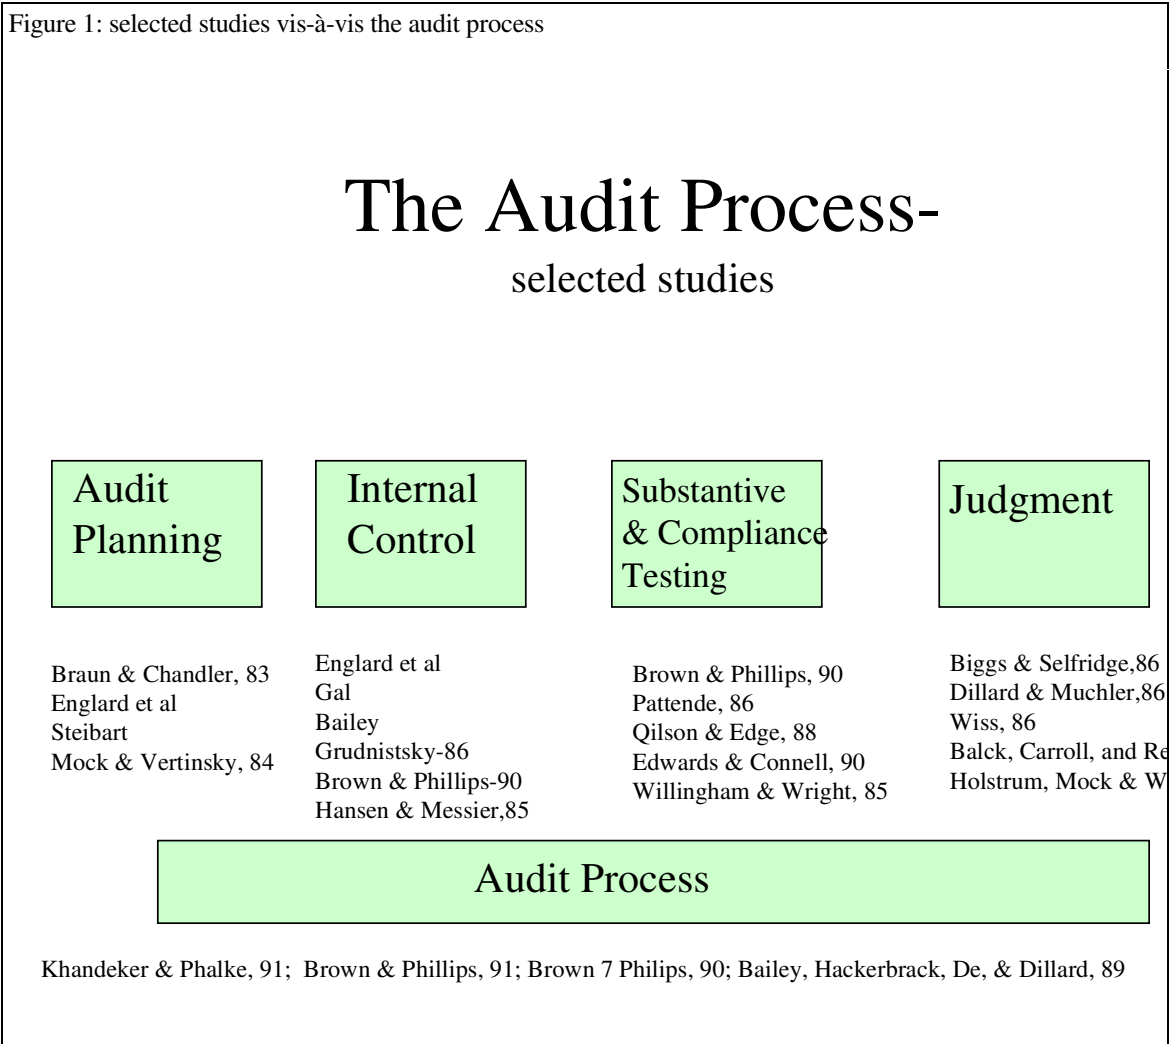 Figure 1: selected studies vis-à-vis the audit process
The Audit Process-
selected studies
Audit
Planning
Internal
Control
Substantive
& Compliance
Testing
Judgment
Braun & Chandler, 83
Englard et al
Steibart
Mock & Vertinsky, 84
Englard et al
Gal
Bailey
Grudnistsky-86
Brown & Phillips-90
Hansen & Messier,85
Brown & Phillips, 90
Pattende, 86
Qilson & Edge, 88
Edwards & Connell, 90
Willingham & Wright, 85
Biggs & Selfridge,86
Dillard & Muchler,86
Wiss, 86
Balck, Carroll, and Re
Holstrum, Mock & W
Audit Process
Khandeker & Phalke, 91;  Brown & Phillips, 91; Brown 7 Philips, 90; Bailey, Hackerbrack, De, & Dillard, 89